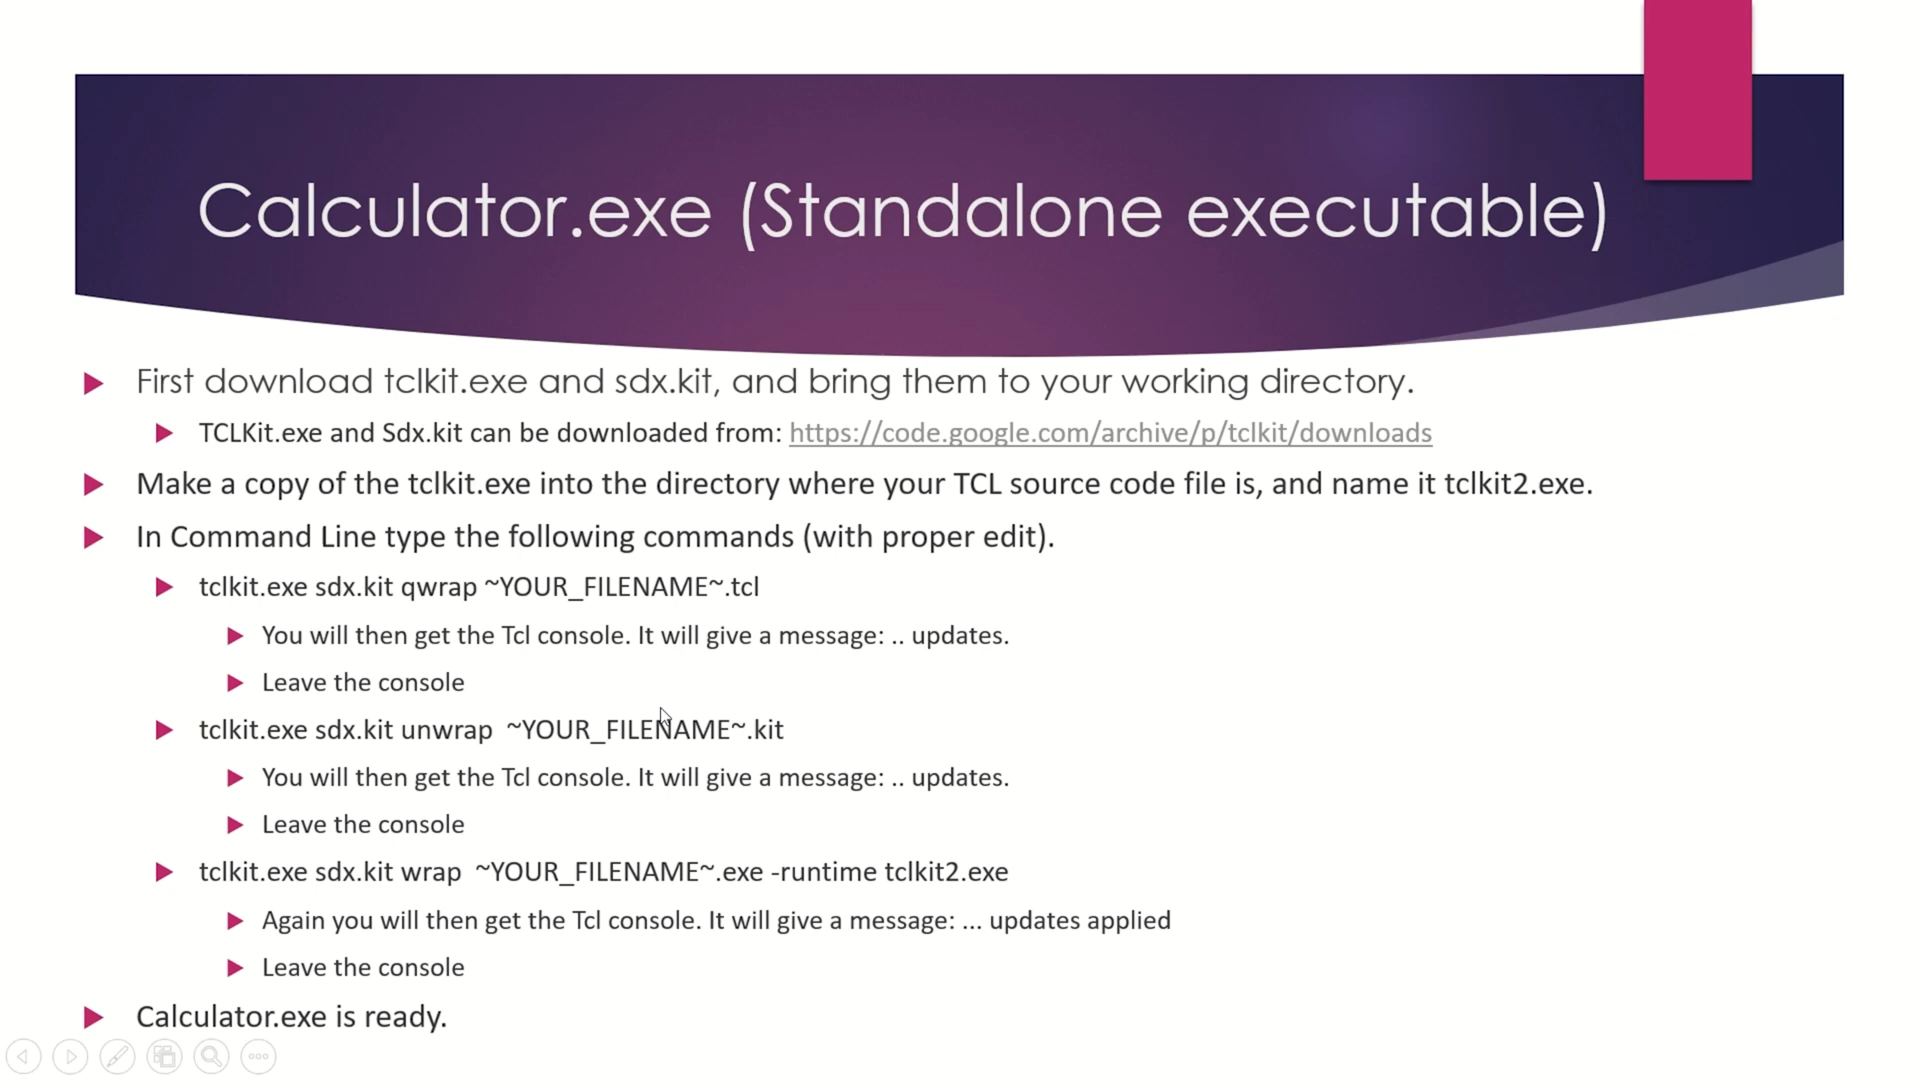 Calculator.exe (Standalone executable)
First download tclkit.exe and sdx.kit, and bring them to your working directory.
TCLKit.exe and Sdx.kit can be downloaded from: https://code.google.com/archive/p/tclkit/downloads
Make a copy of the tclkit.exe into the directory where your TCL source code file is, and name it tclkit2.exe.
In Command Line type the following commands (with proper edit).
tclkit.exe sdx.kit qwrap ~YOUR_FILENAME~.tcl
You will then get the Tcl console. It will give a message: .. updates.
Leave the console
tclkit.exe sdx.kit unwrap ~YOUR_FILENAME~.kit
You will then get the Tcl console. It will give a message: .. updates.
Leave the console
tclkit.exe sdx.kit wrap ~YOUR_FILENAME~.exe -runtime tclkit2.exe
Again you will then get the Tcl console. It will give a message: ... updates applied
Leave the console
Calculator.exe is ready.